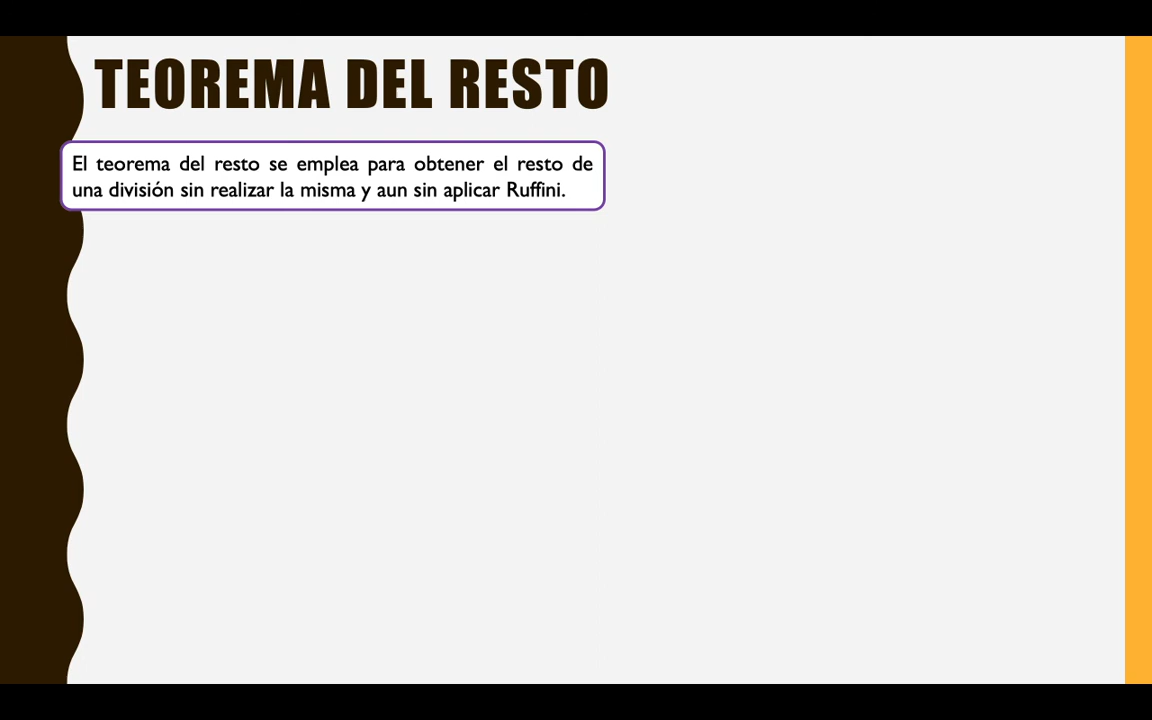 TEOREMA DEL RESTO
El teorema del resto se emplea para obtener el resto de
una división sin realizar la misma y aun sin aplicar Ruffini.